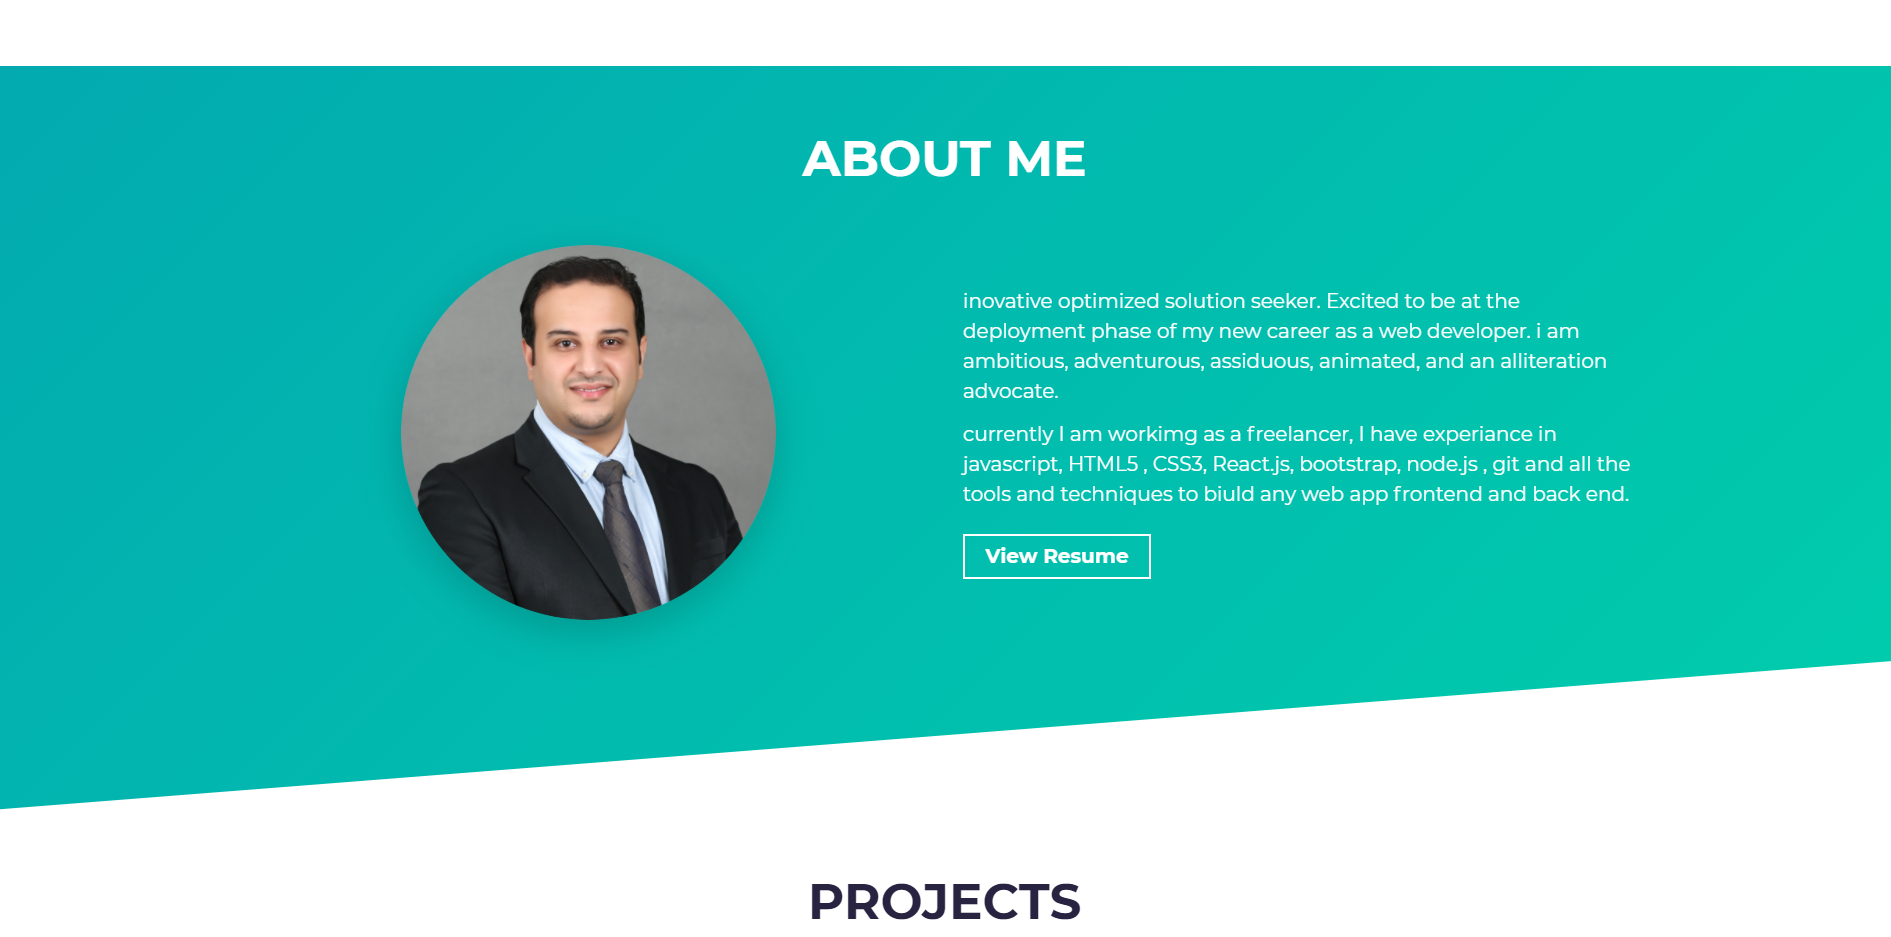 ABOUT ME
inovative optimized solution seeker. Excited to be at the
deployment phase of my new career as a web developer. i am
ambitious, adventurous, assiduous, animated, and an alliteration
advocate.
currently I am workimg as a freelancer, I have experiance in
javascript, HTML5 , CSS3, React.js, bootstrap, node.js , git and all the
tools and techniques to biuld any web app frontend and back end.
View Resume
PROJECTS